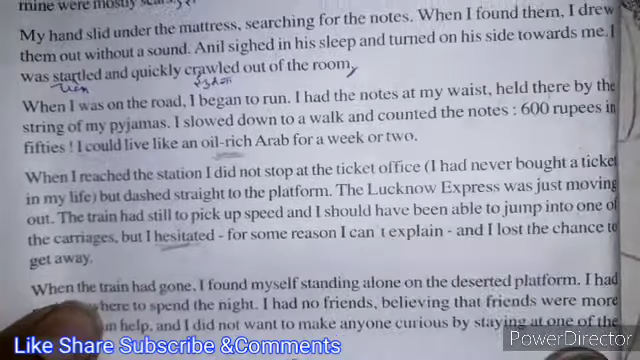 mine were mostly
My hand slid under the mattress, searching for the notes. When I found them, I drew
them out without a sound. Anil sighed in his sleep and turned on his side towards me. I
was startled and quickly crawled out of the room,
When I was on the road, I began to run. I had the notes at my waist, held there by the
string of my pyjamas. I slowed down to a walk and counted the notes : 600 rupees in
fifties ! I could live like an oil-rich Arab for a week or two.
When I reached the station I did not stop at the ticket office (I had never bought a ticket
in my life) but dashed straight to the platform. The Lucknow Express was just moving
out. The train had still to pick up speed and I should have been able to jump into one of
the carriages, but I hesitated - for some reason I can t explain - and I lost the chance to
get away.
When the train had gone, I found myself standing alone on the deserted platform. I had
where to spend the night. I had no friends, believing that friends were more
help, and I did not want to make anyone curious by staying at one of the
Like Share Subscribe &Comments
PowerDirector